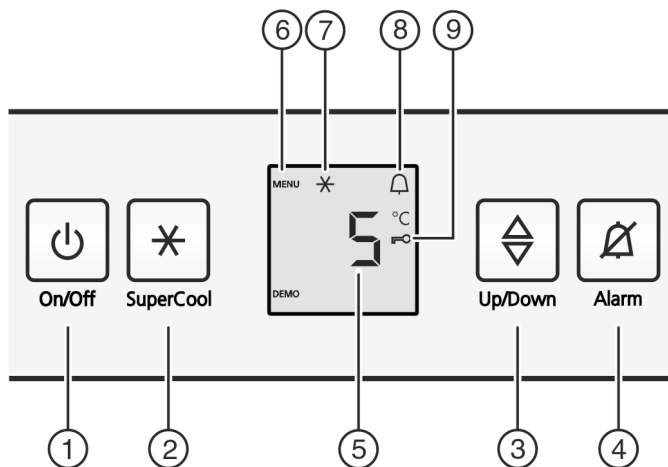 6 7 8 9
MENU
5 °C
DEMO
On/Off SuperCool Up/Down Alarm
1 2 5 3 4